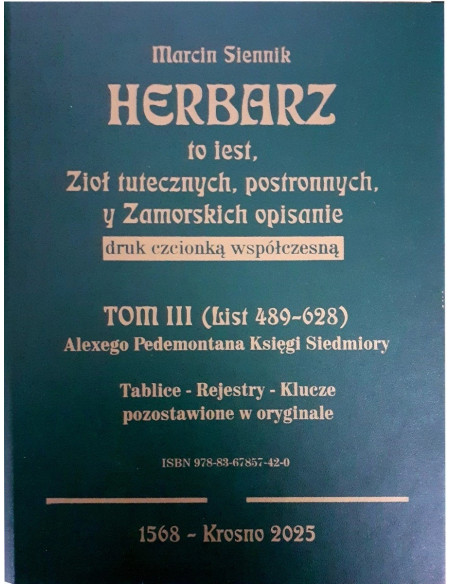 Marcin Siennik
HERBARZ
to iest,
Zioł tutecznych, postronnych,
y Zamorskich opisanie
druk czcionką współczesną
TOM III (List 489-628)
Alexego Pedemontana Księgi Siedmiory
Tablice - Rejestry - Klucze
pozostawione w oryginale
ISBN 978-83-67857-42-0
1568 - Krosno 2025